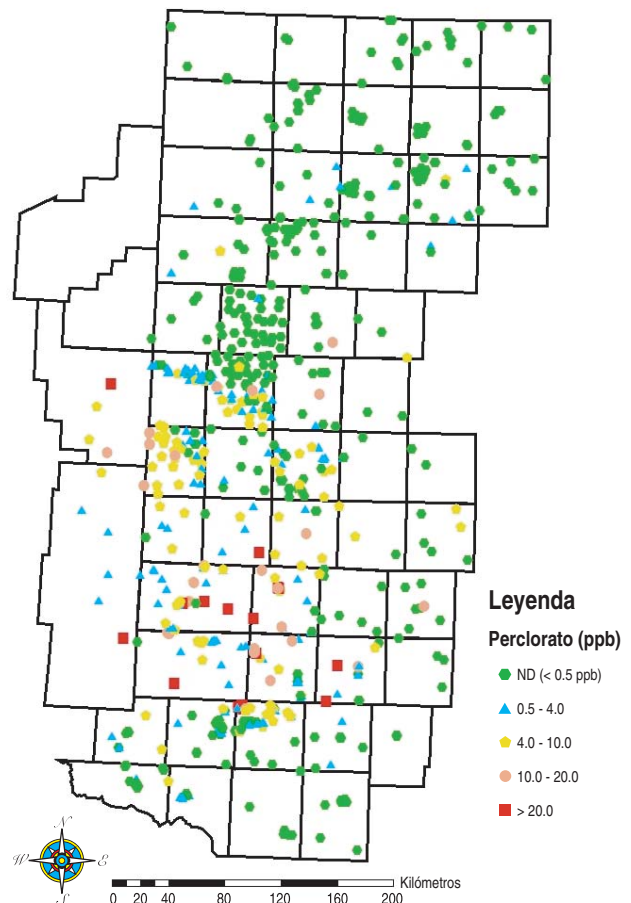 Leyenda
Perclorato (ppb)
ND (< 0.5 ppb)
0.5 - 4.0
4.0 - 10.0
10.0 - 20.0
> 20.0
N
W E
S
Kilómetros
0 20 40 80 120 160 200